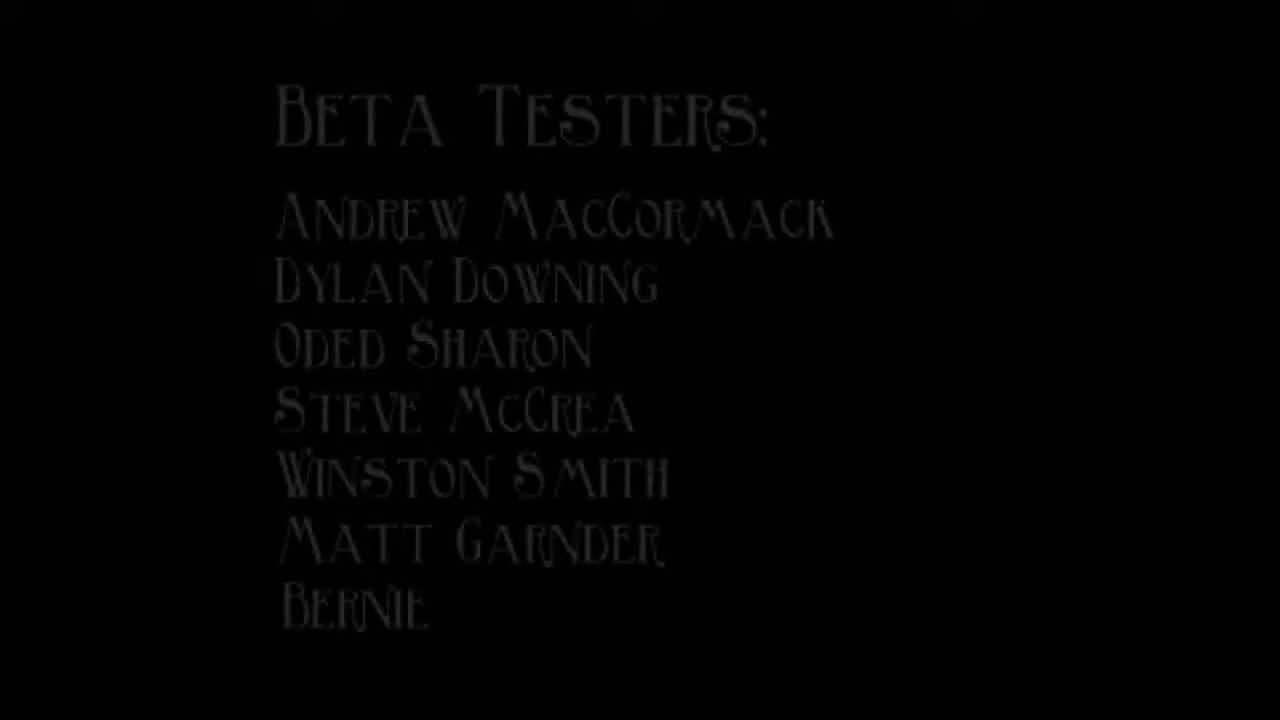 Beta Testers:
Andrew MacCormack
Dylan Downing
Oded Sharon
Steve McCrea
Winston Smith
Matt Garnder
Bernie